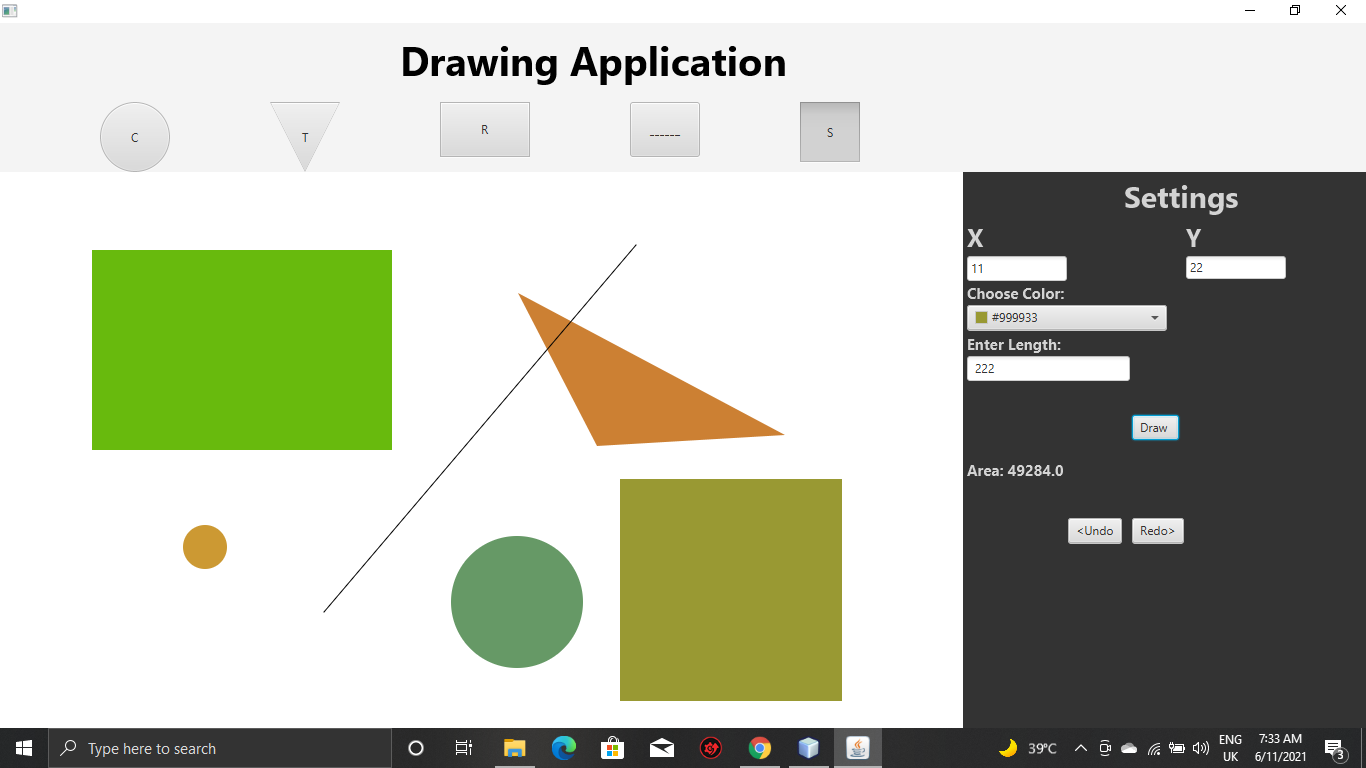 Drawing Application
C
T
R
------
S
Settings
X
Y
11
22
Choose Color:
#999933
Enter Length:
222
Draw
Area: 49284.0
<Undo
Redo>
Type here to search
39°C
ENG
UK
7:33 AM
6/11/2021
3